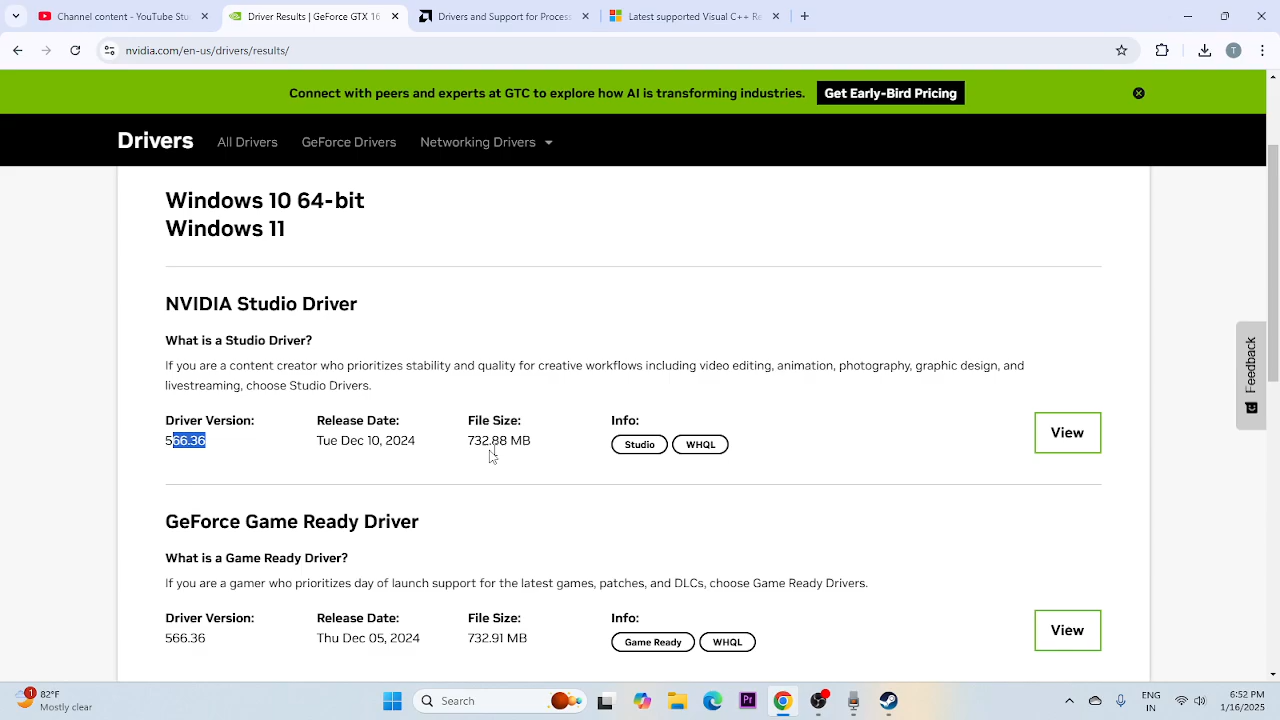 YouTube
GeForce GTX 16
Drivers and Support for Process
Latest supported Visual C++ Re
nvidia.com/en-us/drivers/results/
T
Connect with peers and experts at GTC to explore how AI is transforming industries.
Get Early-Bird Pricing
Drivers
All Drivers
GeForce Drivers
Networking Drivers
Windows 10 64-bit
Windows 11
NVIDIA Studio Driver
What is a Studio Driver?
If you are a content creator who prioritizes stability and quality for creative workflows including video editing, animation, photography, graphic design, and
livestreaming, choose Studio Drivers.
Driver Version: Release Date: File Size: Info:
566.36 Tue Dec 10, 2024 732.88 MB Studio WHQL
View
Feedback
GeForce Game Ready Driver
What is a Game Ready Driver?
If you are a gamer who prioritizes day of launch support for the latest games, patches, and DLCs, choose Game Ready Drivers.
Driver Version: Release Date: File Size: Info:
566.36 Thu Dec 05, 2024 732.91 MB Game Ready WHQL
View
1
82°F
Mostly clear
Search
Pr
ENG
IN
6:52 PM
1/16/2025